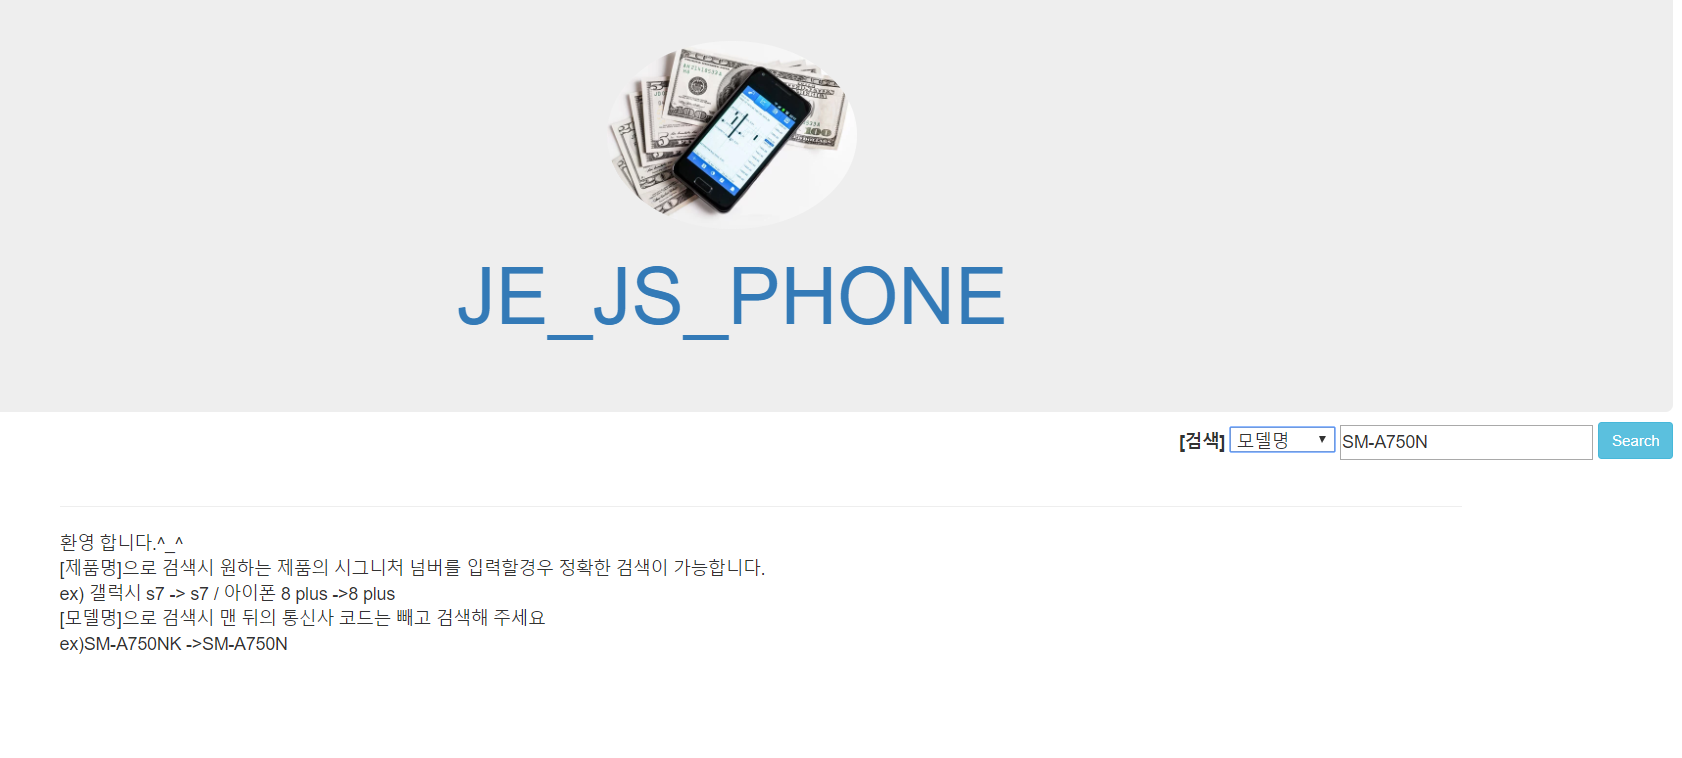 JE_JS_PHONE
[검색] 모델명 SM-A750N Search
환영 합니다.^_^
[제품명]으로 검색시 원하는 제품의 시그니처 넘버를 입력할경우 정확한 검색이 가능합니다.
ex) 갤럭시 s7 -> s7 / 아이폰 8 plus ->8 plus
[모델명]으로 검색시 맨 뒤의 통신사 코드는 빼고 검색해 주세요
ex)SM-A750NK ->SM-A750N